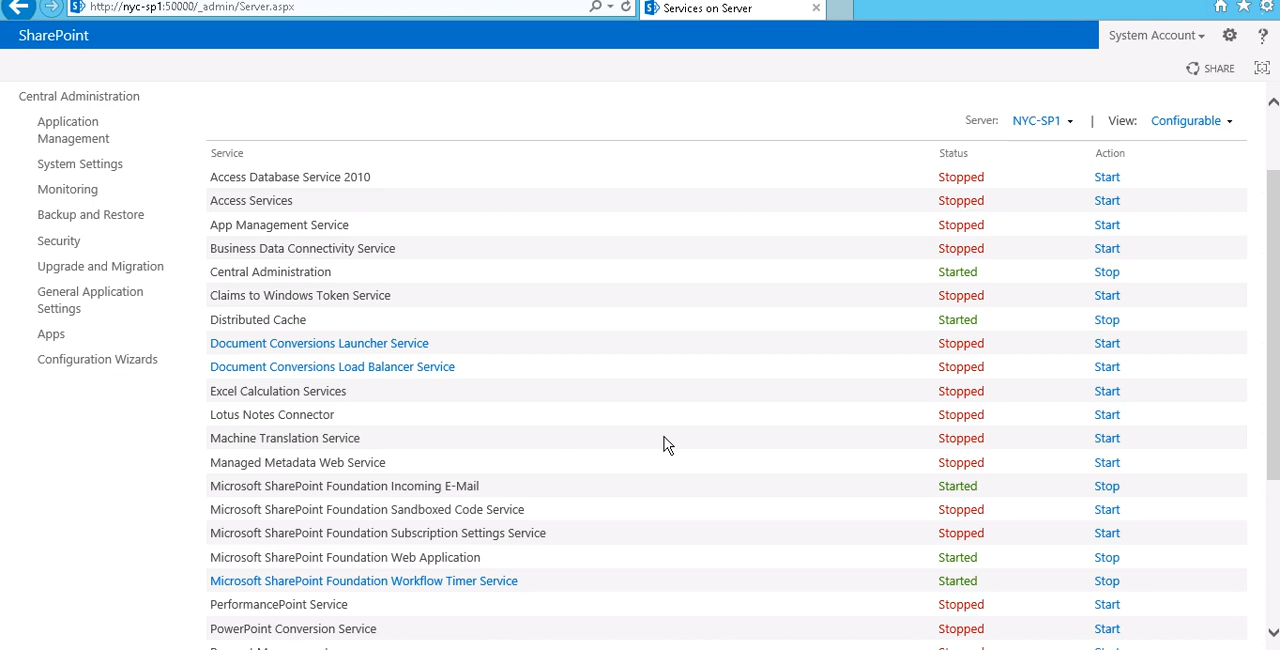 http://nyc-sp1:50000/_admin/Server.aspx
Services on Server
SharePoint
System Account
SHARE
Central Administration
Application
Management
System Settings
Monitoring
Backup and Restore
Security
Upgrade and Migration
General Application
Settings
Apps
Configuration Wizards
Server: NYC-SP1 | View: Configurable
Service Status Action
Access Database Service 2010 Stopped Start
Access Services Stopped Start
App Management Service Stopped Start
Business Data Connectivity Service Stopped Start
Central Administration Started Stop
Claims to Windows Token Service Stopped Start
Distributed Cache Started Stop
Document Conversions Launcher Service Stopped Start
Document Conversions Load Balancer Service Stopped Start
Excel Calculation Services Stopped Start
Lotus Notes Connector Stopped Start
Machine Translation Service Stopped Start
Managed Metadata Web Service Stopped Start
Microsoft SharePoint Foundation Incoming E-Mail Started Stop
Microsoft SharePoint Foundation Sandboxed Code Service Stopped Start
Microsoft SharePoint Foundation Subscription Settings Service Stopped Start
Microsoft SharePoint Foundation Web Application Started Stop
Microsoft SharePoint Foundation Workflow Timer Service Started Stop
PerformancePoint Service Stopped Start
PowerPoint Conversion Service Stopped Start